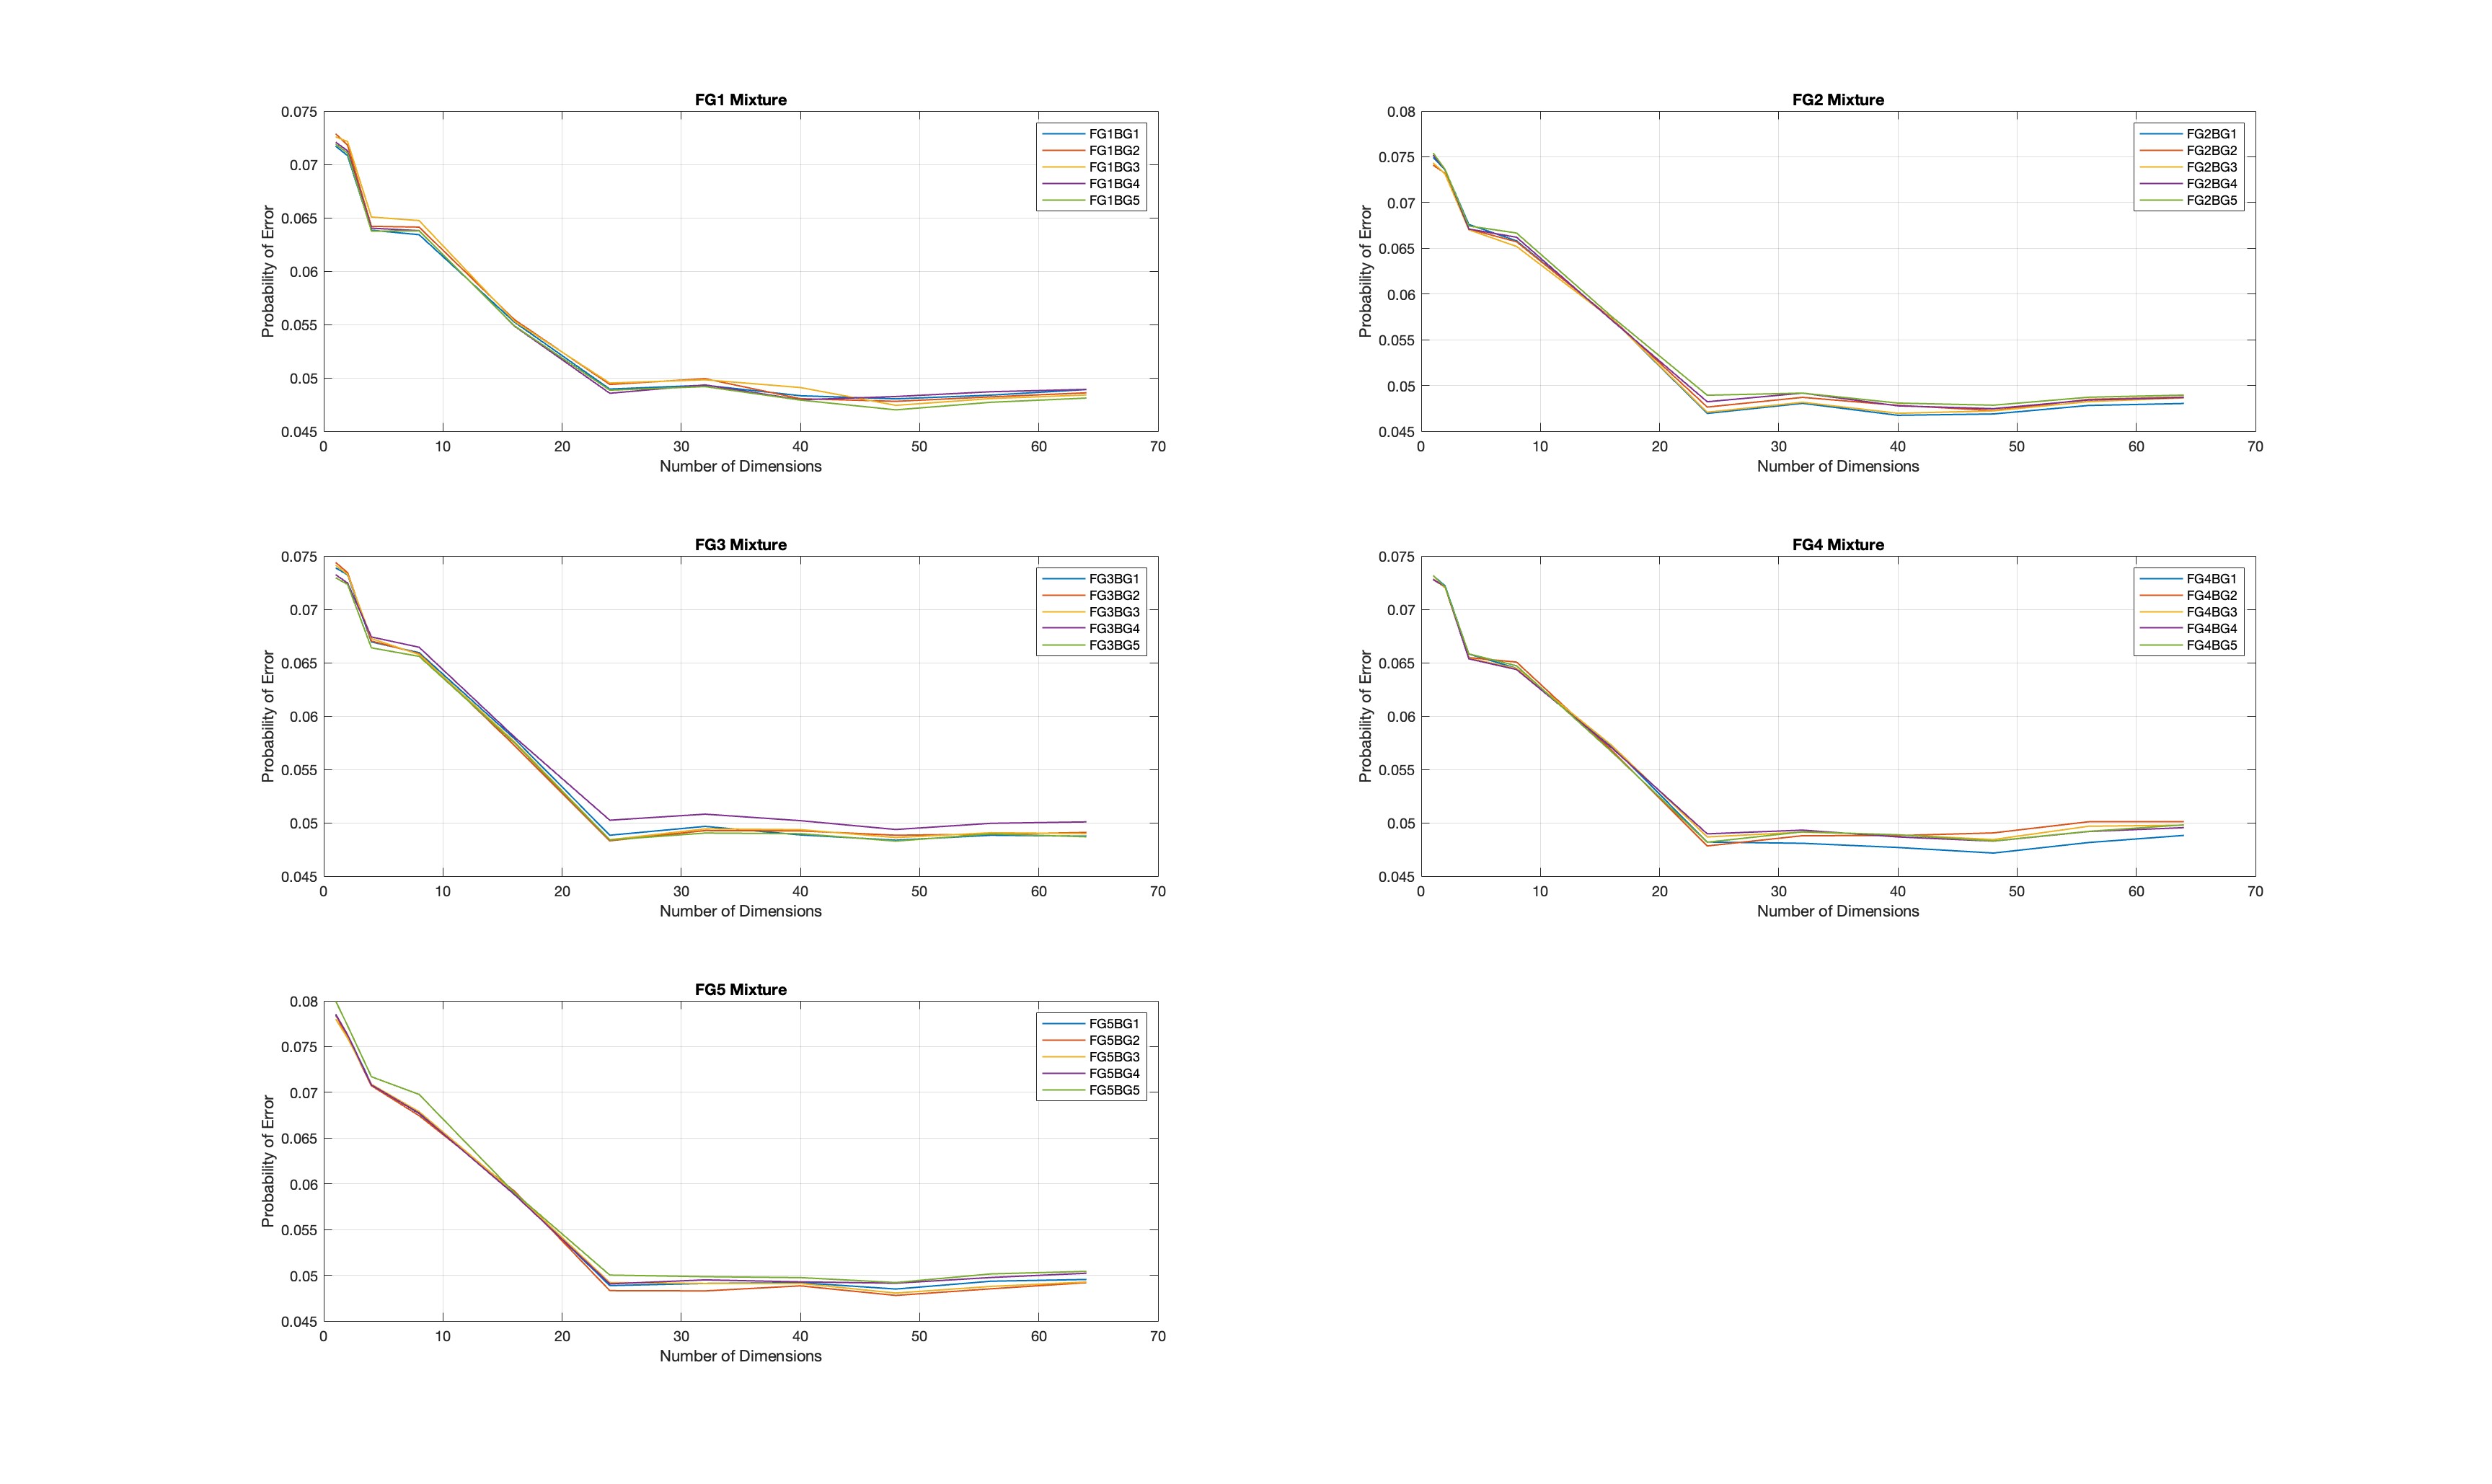 FG1 Mixture
0.075
0.07
0.065
0.06
0.055
0.05
0.045
Probability of Error
0 10 20 30 40 50 60 70
Number of Dimensions
FG1BG1
FG1BG2
FG1BG3
FG1BG4
FG1BG5
FG2 Mixture
0.08
0.075
0.07
0.065
0.06
0.055
0.05
0.045
Probability of Error
0 10 20 30 40 50 60 70
Number of Dimensions
FG2BG1
FG2BG2
FG2BG3
FG2BG4
FG2BG5
FG3 Mixture
0.075
0.07
0.065
0.06
0.055
0.05
0.045
Probability of Error
0 10 20 30 40 50 60 70
Number of Dimensions
FG3BG1
FG3BG2
FG3BG3
FG3BG4
FG3BG5
FG4 Mixture
0.075
0.07
0.065
0.06
0.055
0.05
0.045
Probability of Error
0 10 20 30 40 50 60 70
Number of Dimensions
FG4BG1
FG4BG2
FG4BG3
FG4BG4
FG4BG5
FG5 Mixture
0.08
0.075
0.07
0.065
0.06
0.055
0.05
0.045
Probability of Error
0 10 20 30 40 50 60 70
Number of Dimensions
FG5BG1
FG5BG2
FG5BG3
FG5BG4
FG5BG5